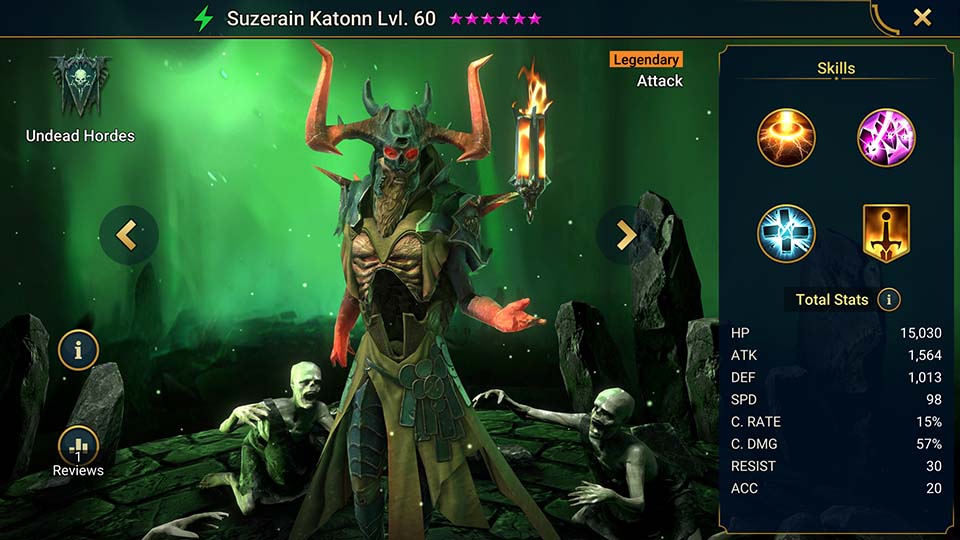 Suzerain Katonn Lvl. 60
Undead Hordes
Legendary
Attack
1
Reviews
Skills
Total Stats
HP 15,030
ATK 1,564
DEF 1,013
SPD 98
C. RATE 15%
C. DMG 57%
RESIST 30
ACC 20